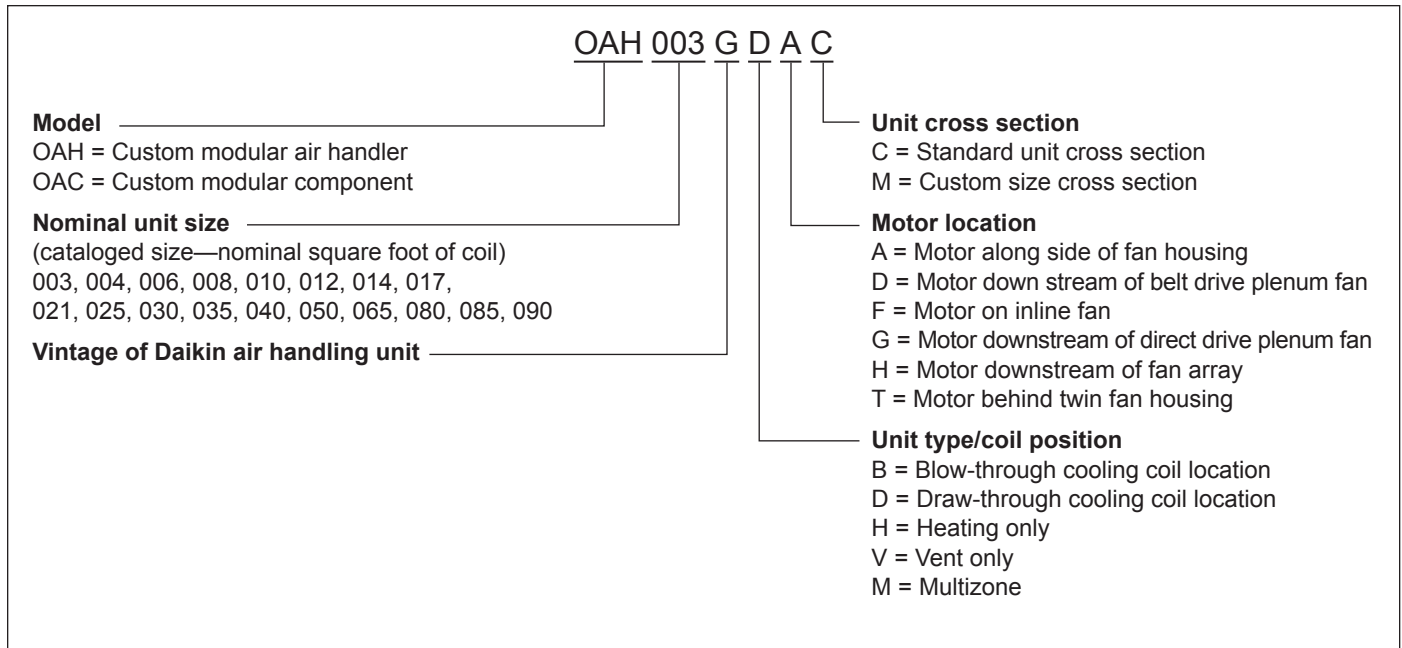 OAH 003 G D A C
Model
OAH = Custom modular air handler
OAC = Custom modular component
Nominal unit size
(cataloged size—nominal square foot of coil)
003, 004, 006, 008, 010, 012, 014, 017,
021, 025, 030, 035, 040, 050, 065, 080, 085, 090
Vintage of Daikin air handling unit
Unit cross section
C = Standard unit cross section
M = Custom size cross section
Motor location
A = Motor along side of fan housing
D = Motor down stream of belt drive plenum fan
F = Motor on inline fan
G = Motor downstream of direct drive plenum fan
H = Motor downstream of fan array
T = Motor behind twin fan housing
Unit type/coil position
B = Blow-through cooling coil location
D = Draw-through cooling coil location
H = Heating only
V = Vent only
M = Multizone